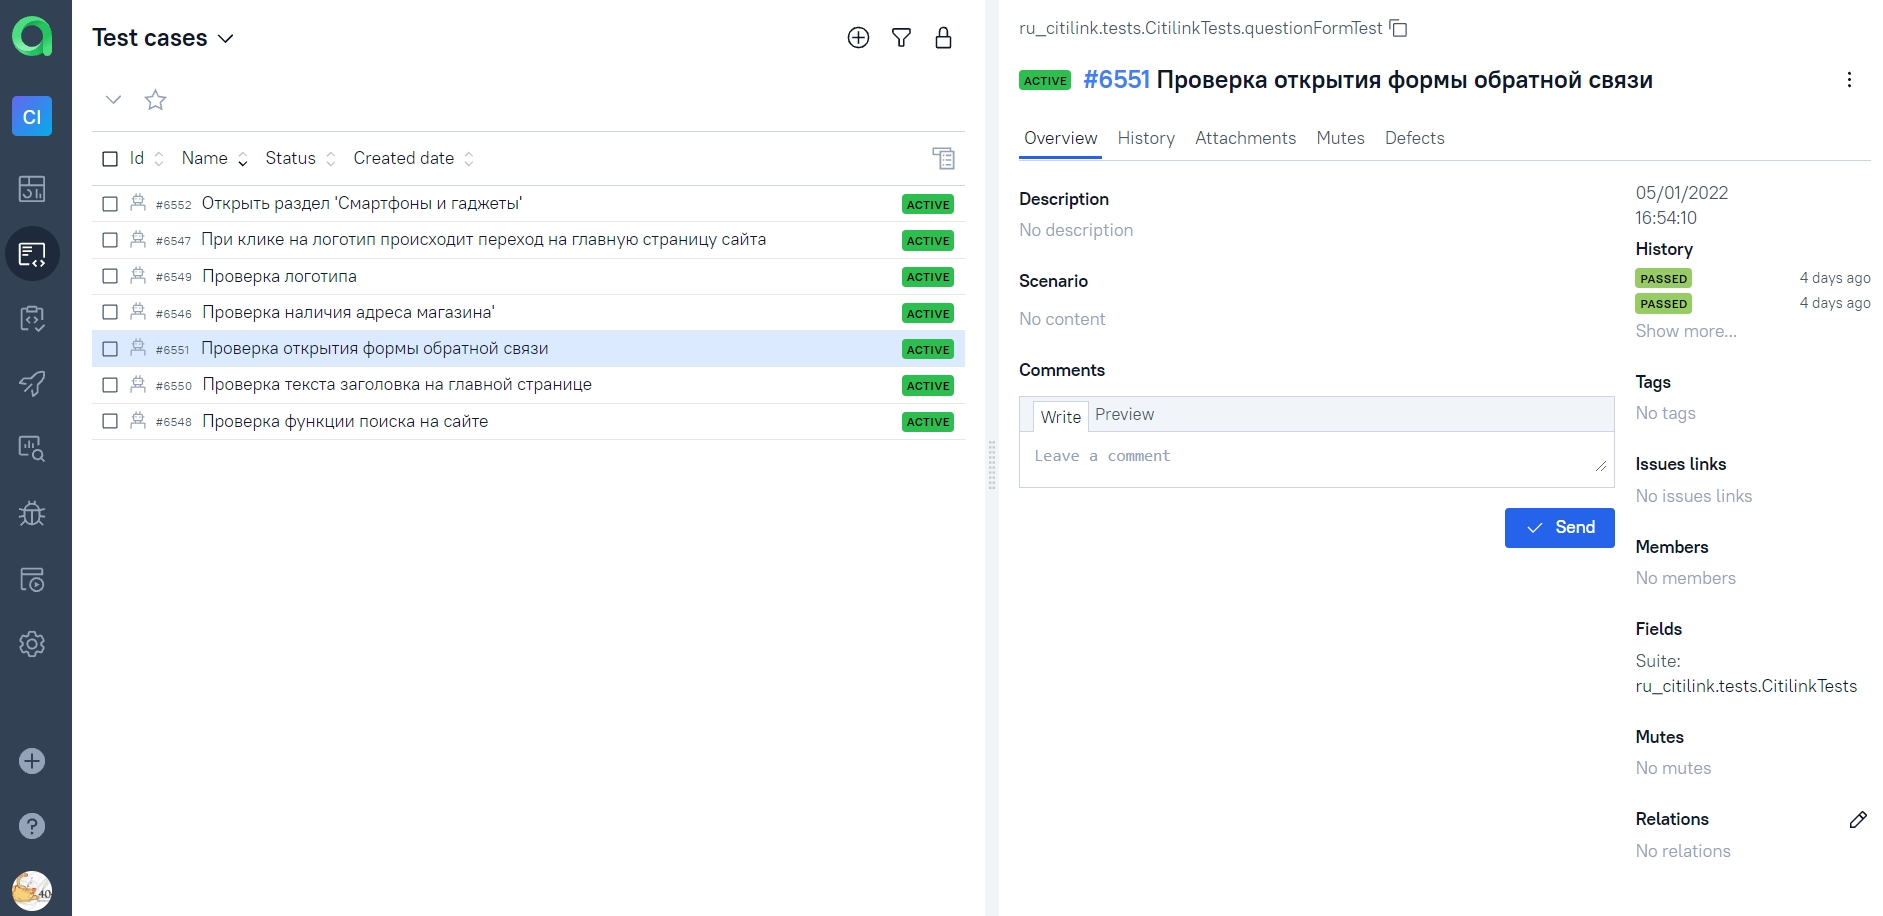 CI
Test cases
Id Name Status Created date
#6552 Открыть раздел 'Смартфоны и гаджеты' ACTIVE
#6547 При клике на логотип происходит переход на главную страницу сайта ACTIVE
#6549 Проверка логотипа ACTIVE
#6546 Проверка наличия адреса магазина' ACTIVE
#6551 Проверка открытия формы обратной связи ACTIVE
#6550 Проверка текста заголовка на главной странице ACTIVE
#6548 Проверка функции поиска на сайте ACTIVE
ru_citilink.tests.CitilinkTests.questionFormTest
ACTIVE #6551 Проверка открытия формы обратной связи
Overview History Attachments Mutes Defects
Description
No description
Scenario
No content
Comments
Write Preview
Leave a comment
Send
05/01/2022
16:54:10
History
PASSED 4 days ago
PASSED 4 days ago
Show more...
Tags
No tags
Issues links
No issues links
Members
No members
Fields
Suite:
ru_citilink.tests.CitilinkTests
Mutes
No mutes
Relations
No relations